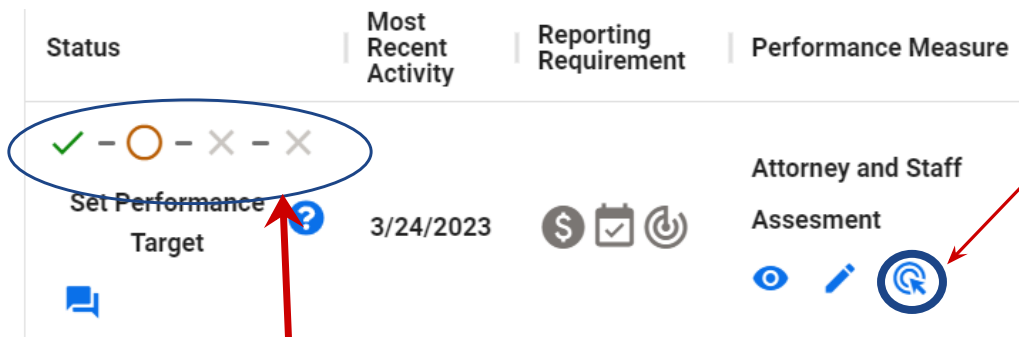 Status
Most
Recent
Activity
Reporting
Requirement
Performance Measure
Set Performance
Target
?
3/24/2023
$
Attorney and Staff
Assesment